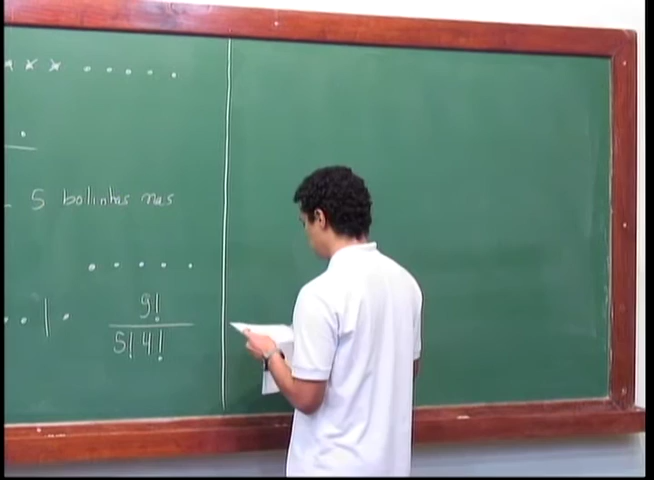 x x . . . . .
5 bolinhas nas
. . . . .
. . | . 9!
5! 4!